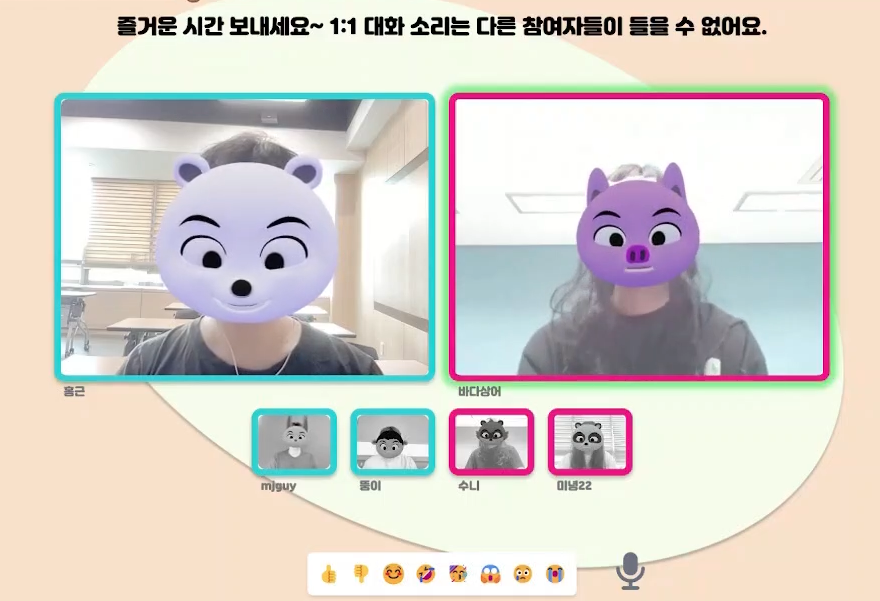 즐거운 시간 보내세요~ 1:1 대화 소리는 다른 참여자들이 들을 수 없어요.
홍근
바다상어
mjguy
뚱이
수니
미녕22